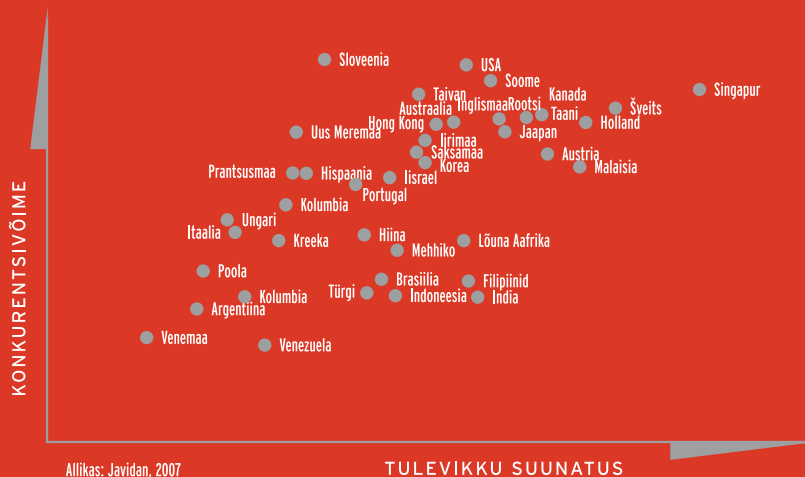 Sloveenia
USA
Soome
Singapur
Taivan
Kanada
Austraalia
Inglismaa
Rootsi
Šveits
Taani
Hong Kong
Holland
Uus Meremaa
Jaapan
Iirimaa
Saksamaa
Austria
Korea
Malaisia
Prantsusmaa
Hispaania
Iisrael
Portugal
Kolumbia
Ungari
Itaalia
Kreeka
Hiina
Lõuna Aafrika
Mehhiko
Poola
Brasiilia
Filipiinid
Türgi
Kolumbia
Indoneesia
India
Argentiina
Venemaa
Venezuela
KONKURENTSIVÕIME
TULEVIKKU SUUNATUS
Allikas: Javidan, 2007